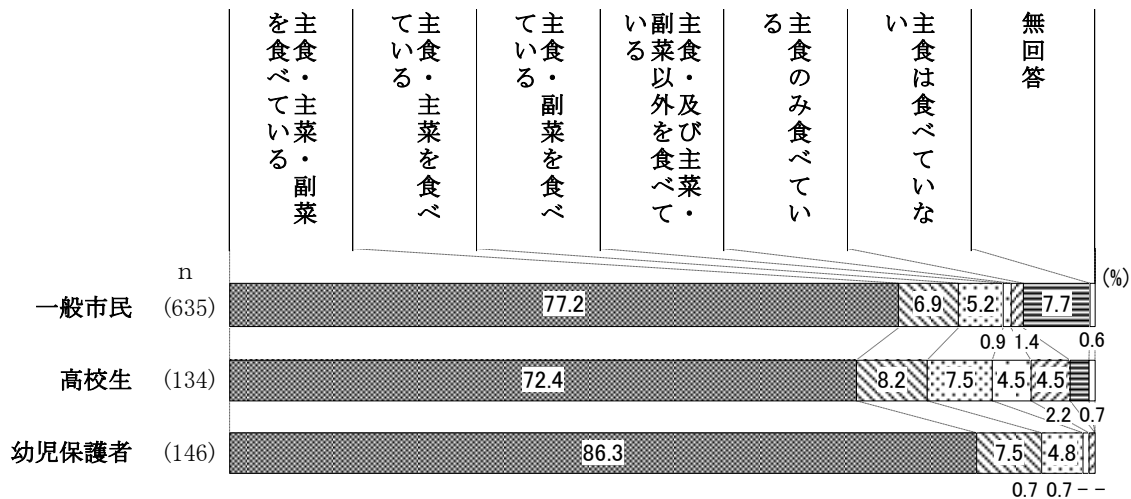 主食・主菜・副菜
を食べている
主食・主菜を食べ
ている
主食・副菜を食べ
ている
主食・及び主菜・
副菜以外を食べて
いる
主食のみ食べてい
る
主食は食べていな
い
無回答
n
(%)
一般市民 (635) 77.2 6.9 5.2 7.7
0.9 1.4 0.6
高校生 (134) 72.4 8.2 7.5 4.5 4.5
2.2 0.7
幼児保護者 (146) 86.3 7.5 4.8
0.7 0.7 - -